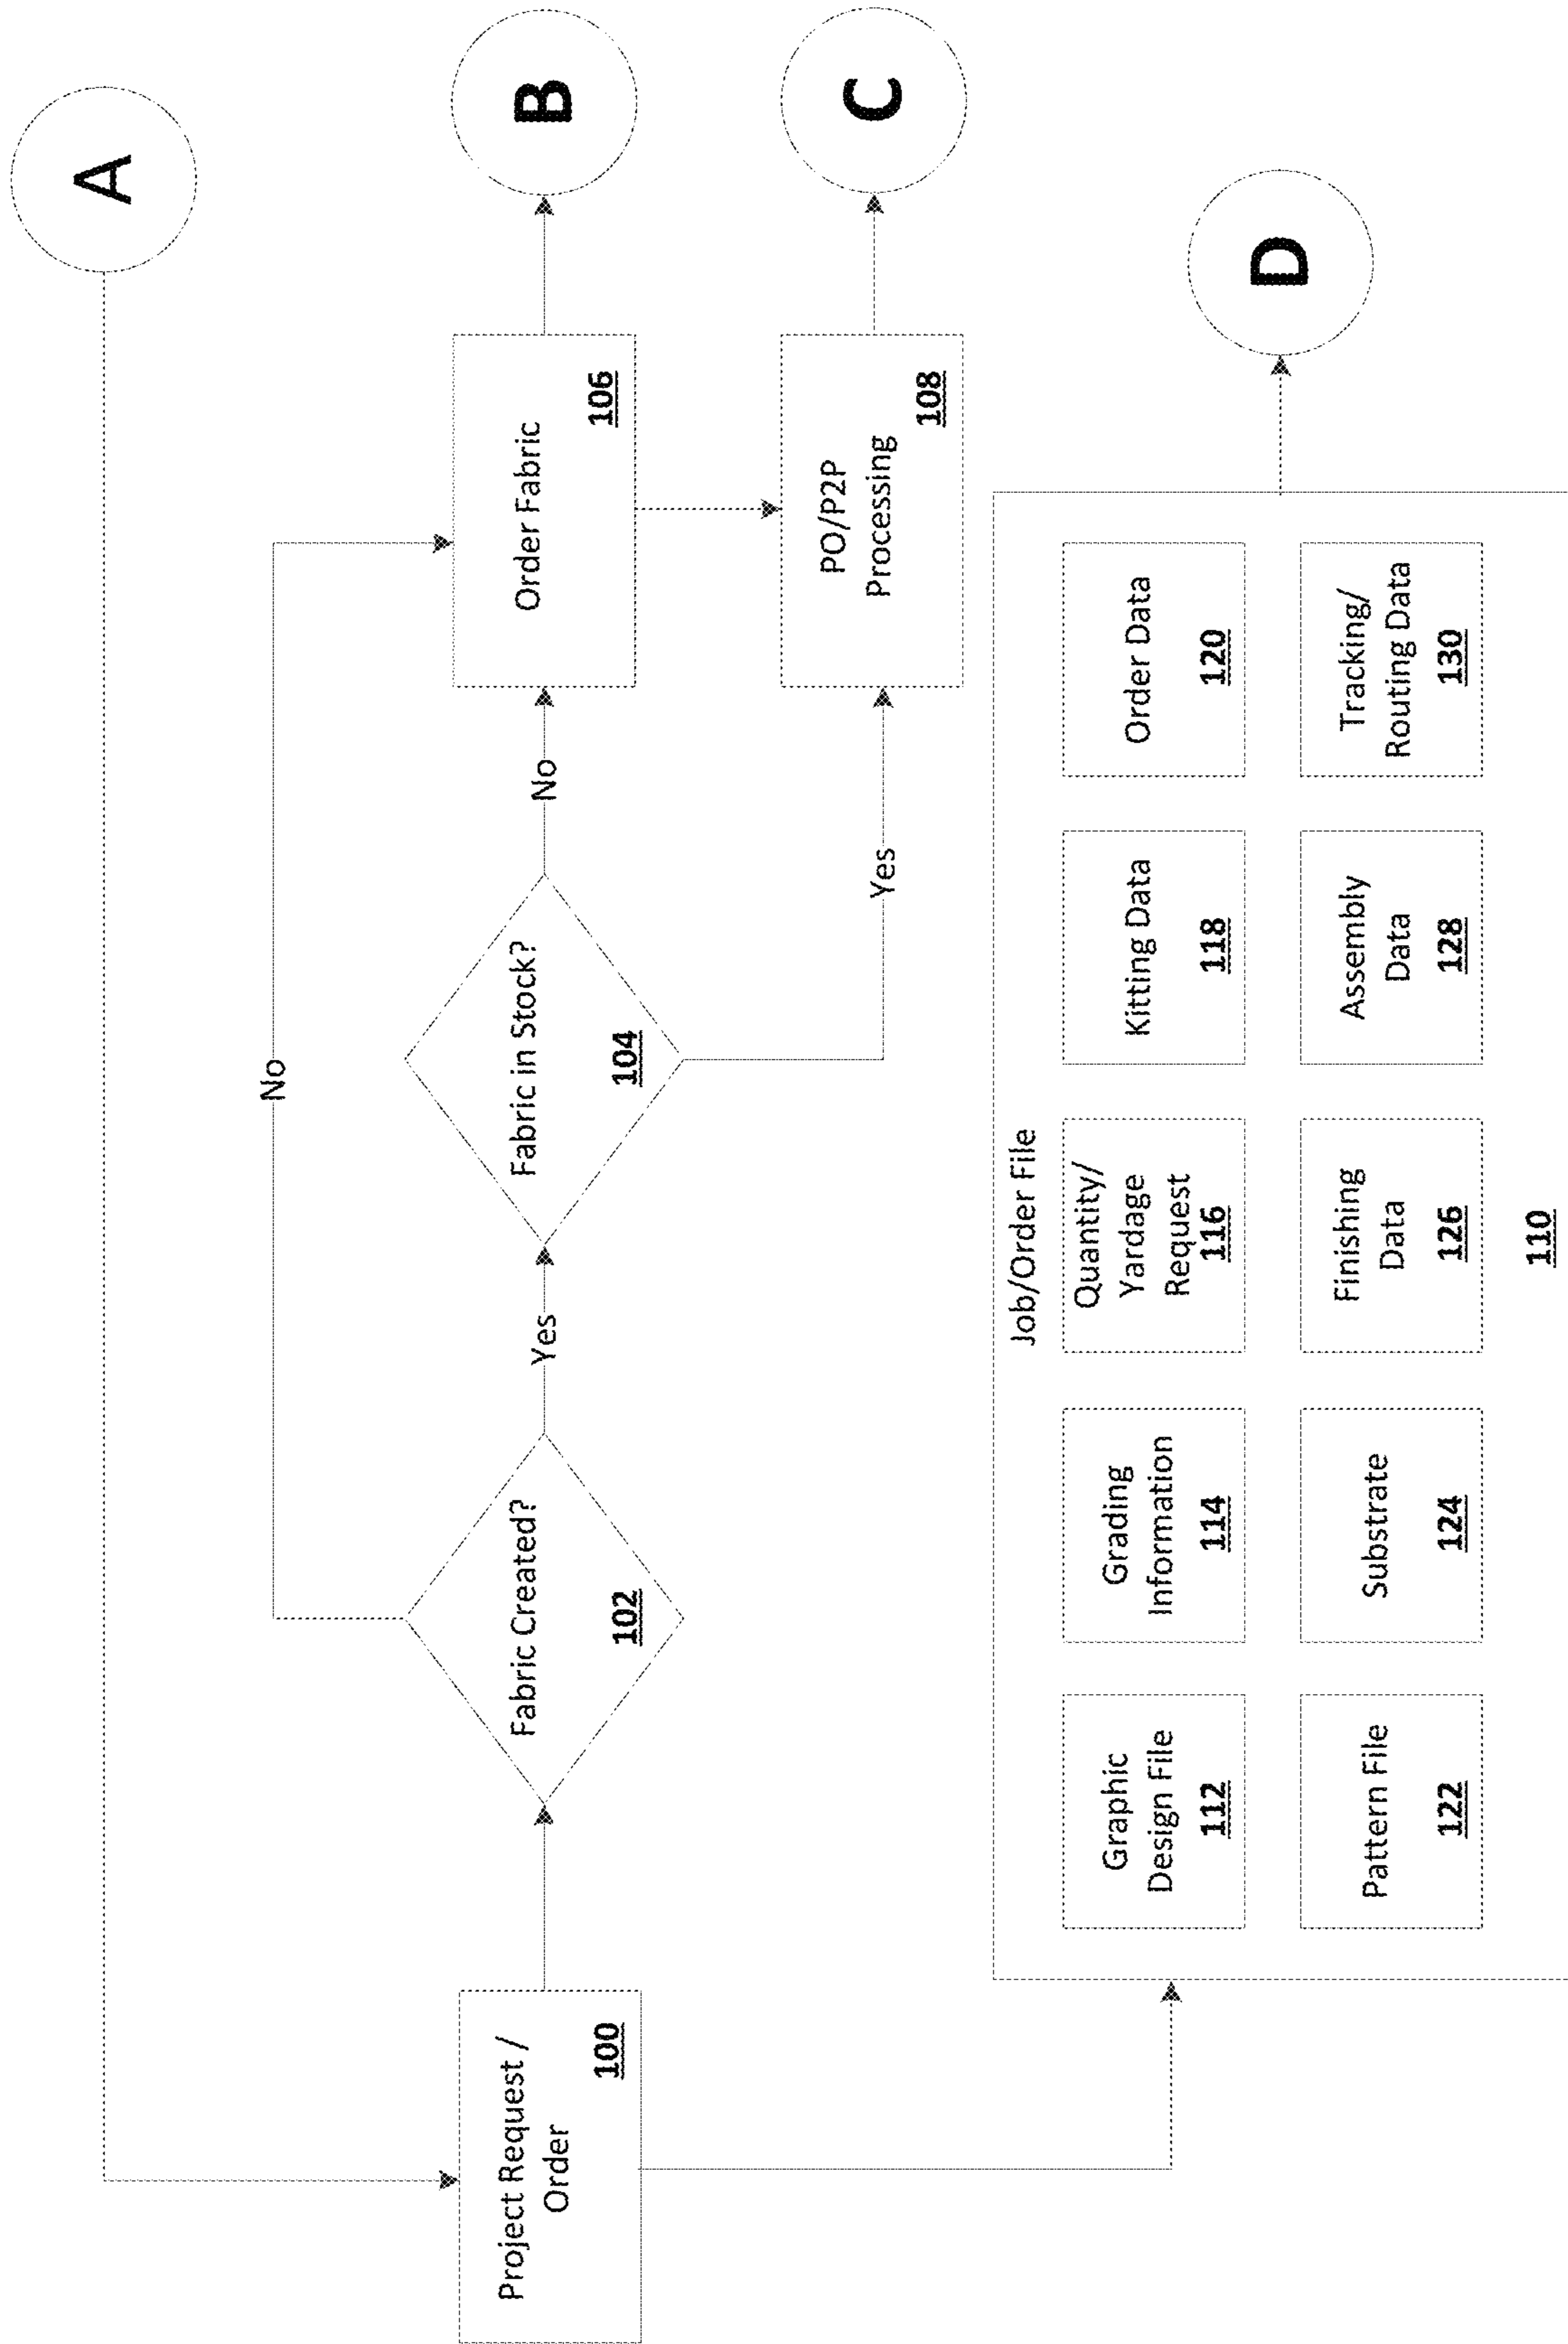 A
No
Project Request /
Order
100
Fabric Created?
102
Yes
Fabric in Stock?
104
No
Order Fabric
106
B
Yes
PO/P2P
Processing
108
C
Job/Order File
Graphic
Design File
112
Grading
Information
114
Quantity/
Yardage
Request
116
Kitting Data
118
Order Data
120
Pattern File
122
Substrate
124
Finishing
Data
126
Assembly
Data
128
Tracking/
Routing Data
130
110
D